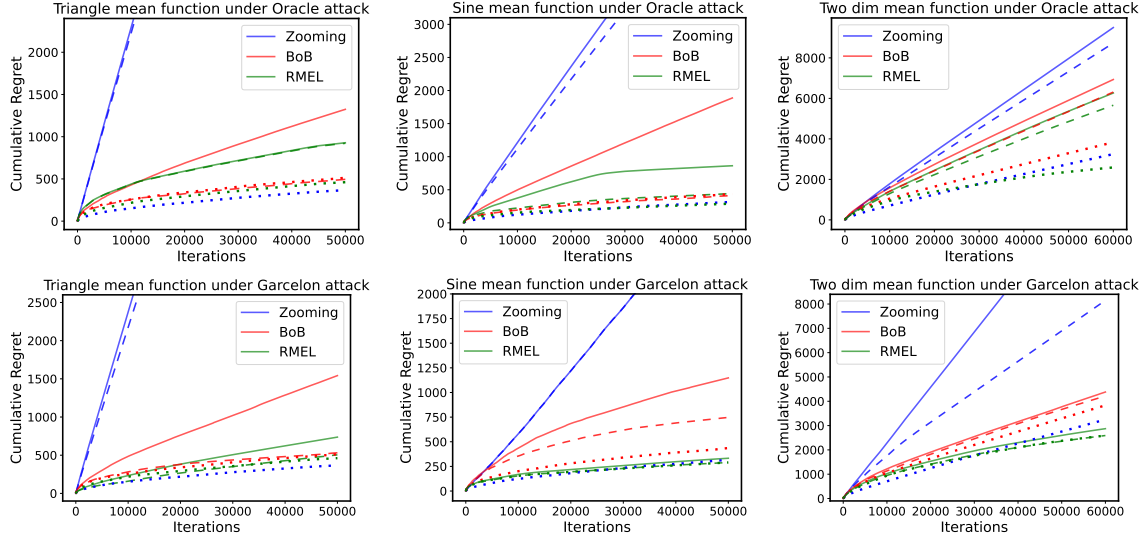 Triangle mean function under Oracle attack
Cumulative Regret
2000
1500
1000
500
0
Zooming
BoB
RMEL
0 10000 20000 30000 40000 50000
Iterations
Sine mean function under Oracle attack
Cumulative Regret
3000
2500
2000
1500
1000
500
0
Zooming
BoB
RMEL
0 10000 20000 30000 40000 50000
Iterations
Two dim mean function under Oracle attack
Cumulative Regret
8000
6000
4000
2000
0
Zooming
BoB
RMEL
0 10000 20000 30000 40000 50000 60000
Iterations
Triangle mean function under Garcelon attack
Cumulative Regret
2500
2000
1500
1000
500
0
Zooming
BoB
RMEL
0 10000 20000 30000 40000 50000
Iterations
Sine mean function under Garcelon attack
Cumulative Regret
2000
1750
1500
1250
1000
750
500
250
0
Zooming
BoB
RMEL
0 10000 20000 30000 40000 50000
Iterations
Two dim mean function under Garcelon attack
Cumulative Regret
8000
7000
6000
5000
4000
3000
2000
1000
0
Zooming
BoB
RMEL
0 10000 20000 30000 40000 50000 60000
Iterations